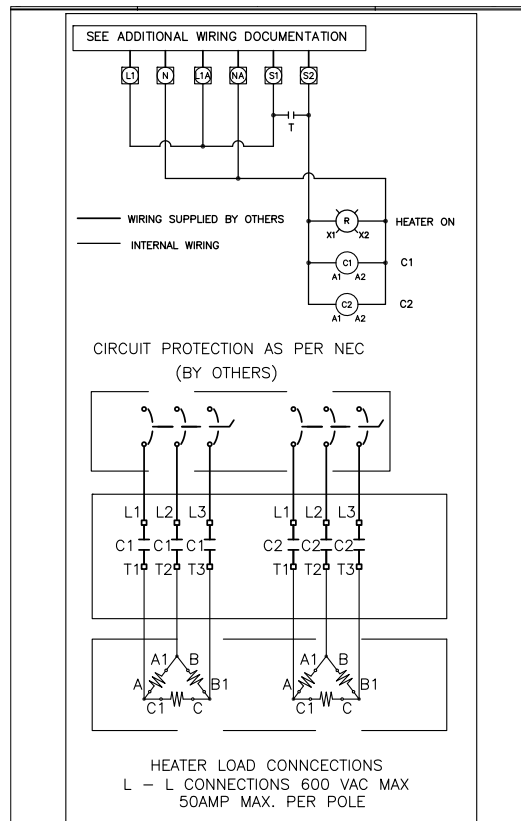 SEE ADDITIONAL WIRING DOCUMENTATION
L1 N L1A NA S1 S2
T
R
X1 X2
HEATER ON
WIRING SUPPLIED BY OTHERS
INTERNAL WIRING
C1
A1 A2
C1
C2
A1 A2
C2
CIRCUIT PROTECTION AS PER NEC
(BY OTHERS)
L1 L2 L3 L1 L2 L3
C1 C1 C1 C2 C2 C2
T1 T2 T3 T1 T2 T3
A1 B A1 B
A B1 A B1
C1 C C1 C
HEATER LOAD CONNCECTIONS
L - L CONNECTIONS 600 VAC MAX
50AMP MAX. PER POLE